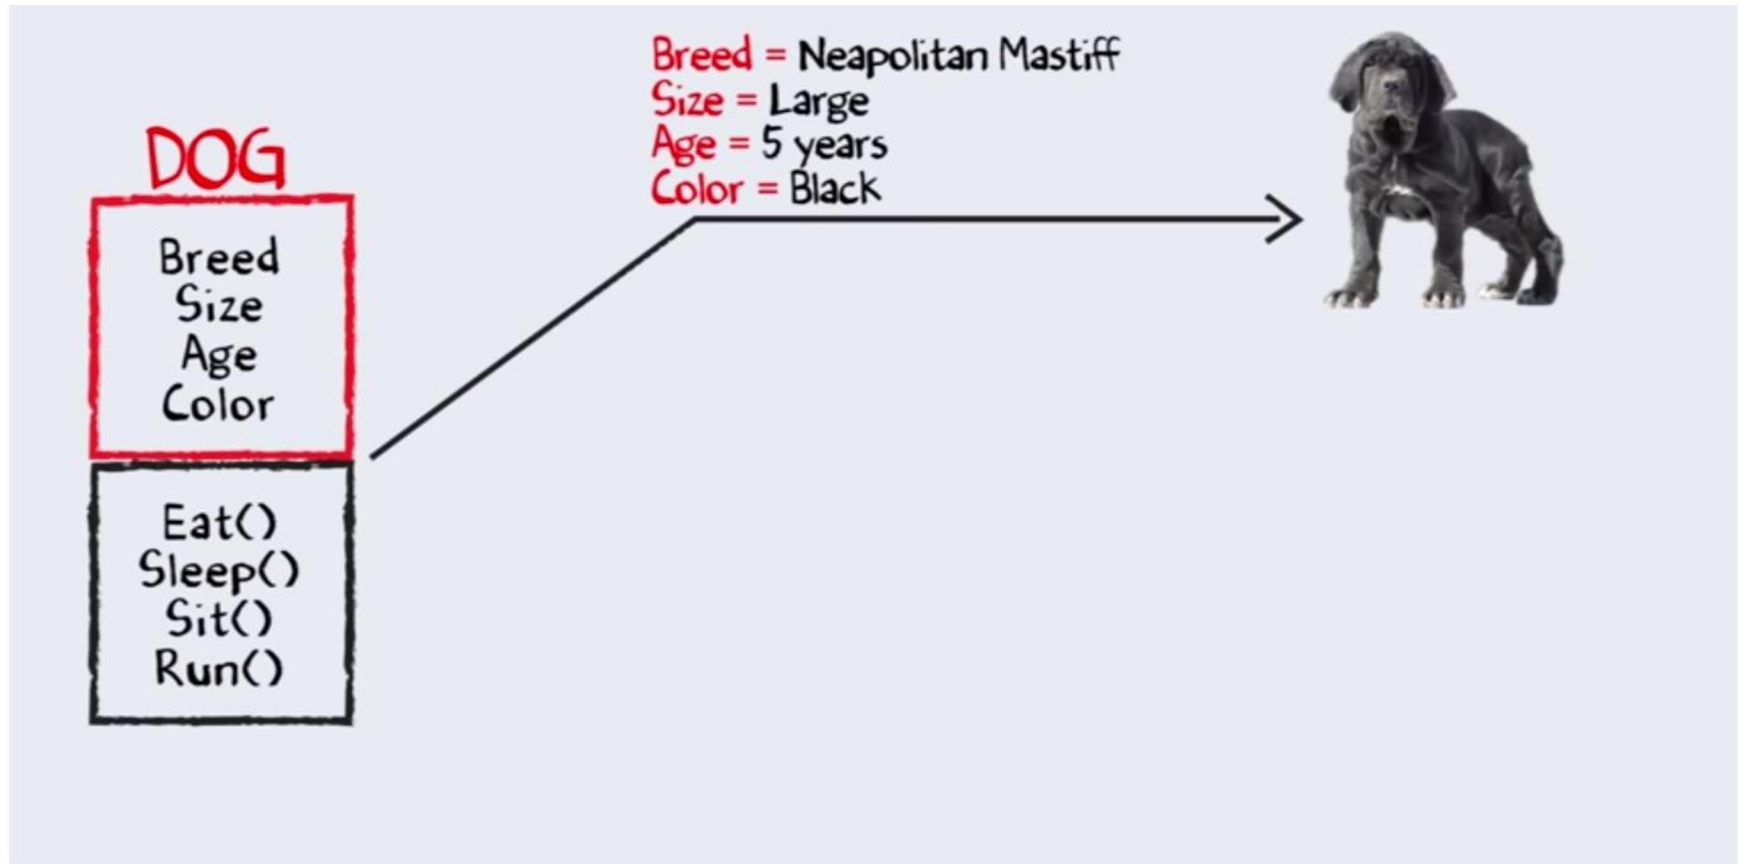 DOG
Breed
Size
Age
Color
Eat()
Sleep()
Sit()
Run()
Breed = Neapolitan Mastiff
Size = Large
Age = 5 years
Color = Black